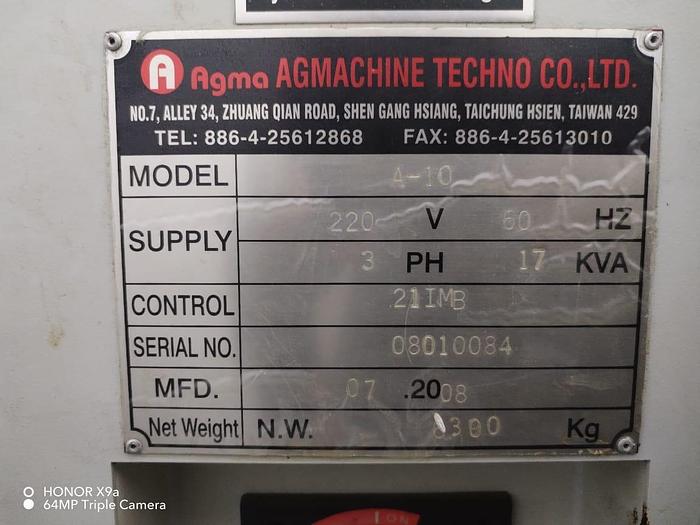 A Agma AGMACHINE TECHNO CO.,LTD.
NO.7, ALLEY 34, ZHUANG QIAN ROAD, SHEN GANG HSIANG, TAICHUNG HSIEN, TAIWAN 429
TEL: 886-4-25612868 FAX: 886-4-25613010
MODEL
SUPPLY 220 V 60 HZ
3 PH 17 KVA
CONTROL 21IMB
SERIAL NO. 08010084
MFD. 07 .2008
Net Weight N.W. Kg
I ON
HONOR X9a
64MP Triple Camera